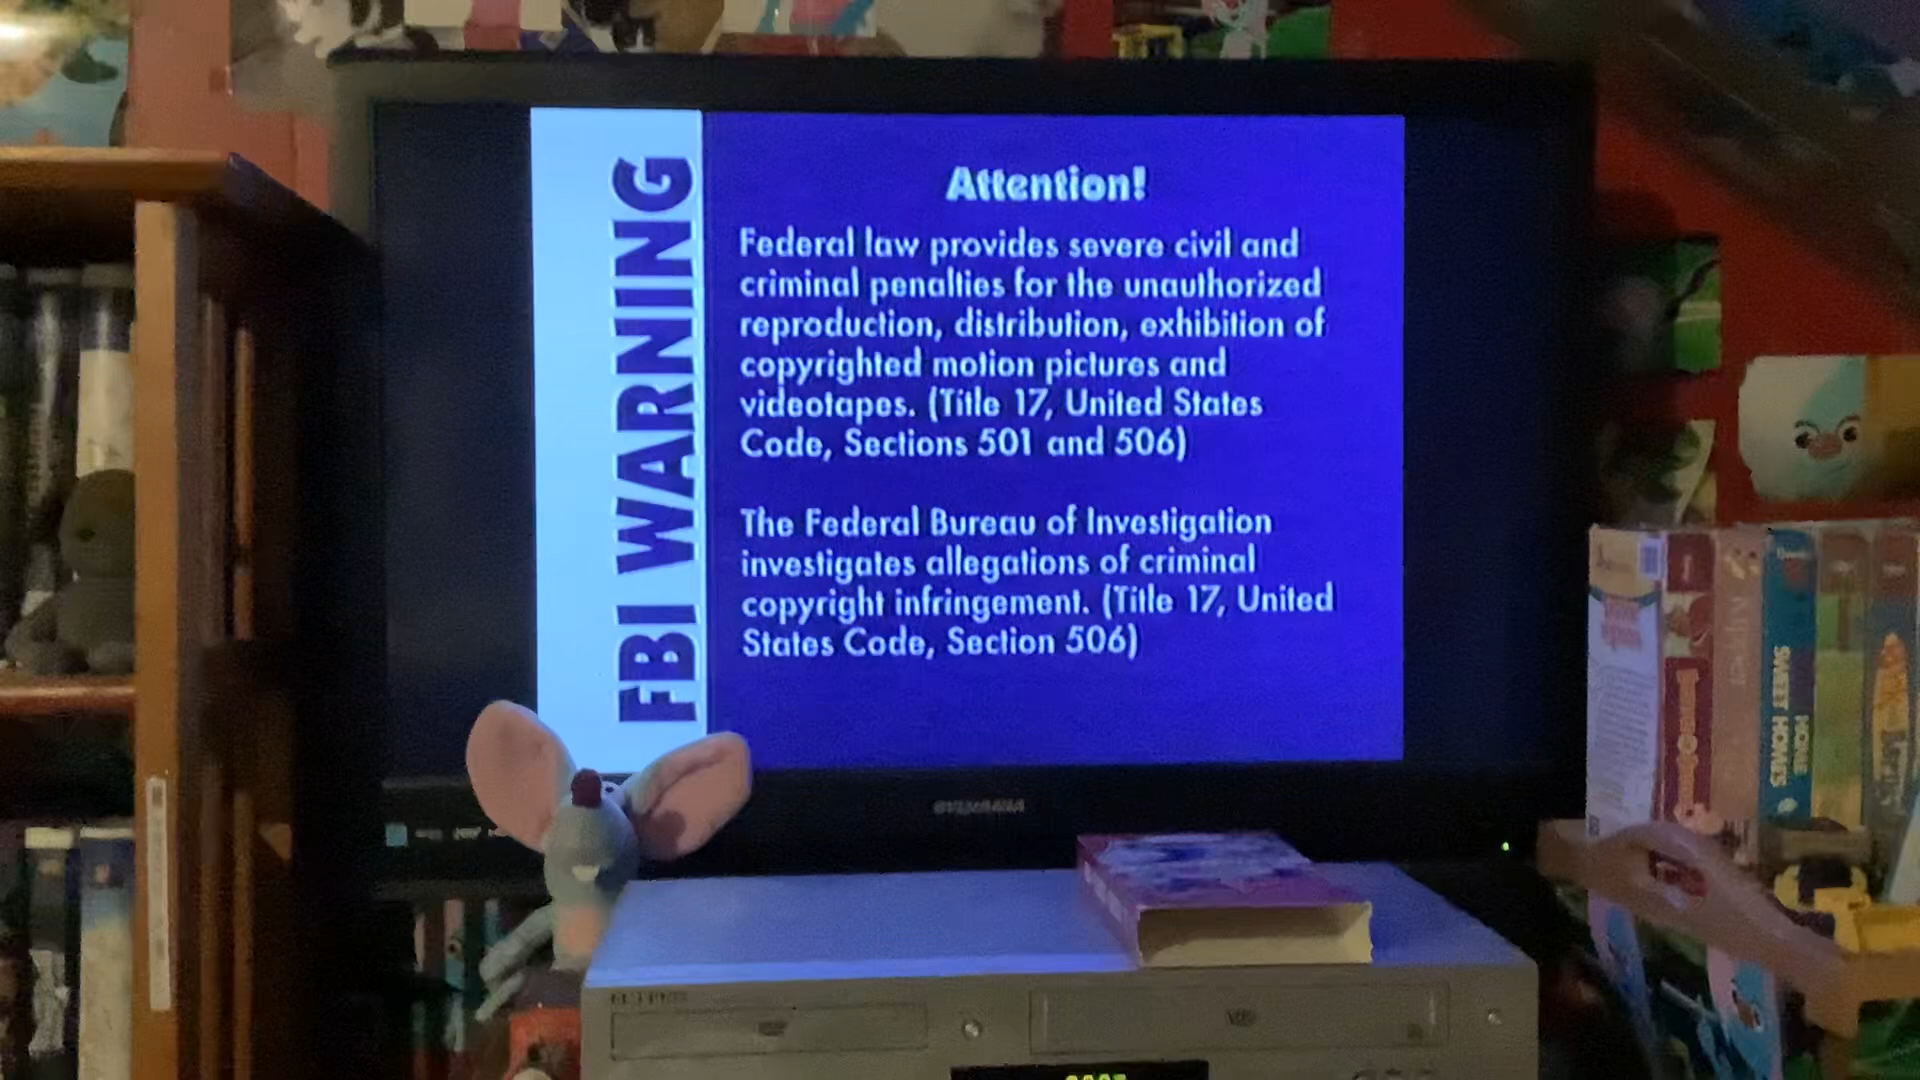 FBI WARNING
Attention!
Federal law provides severe civil and
criminal penalties for the unauthorized
reproduction, distribution, exhibition of
copyrighted motion pictures and
videotapes. (Title 17, United States
Code, Sections 501 and 506)
The Federal Bureau of Investigation
investigates allegations of criminal
copyright infringement. (Title 17, United
States Code, Section 506)
SYLVANIA
HOME
SWEET HOMES